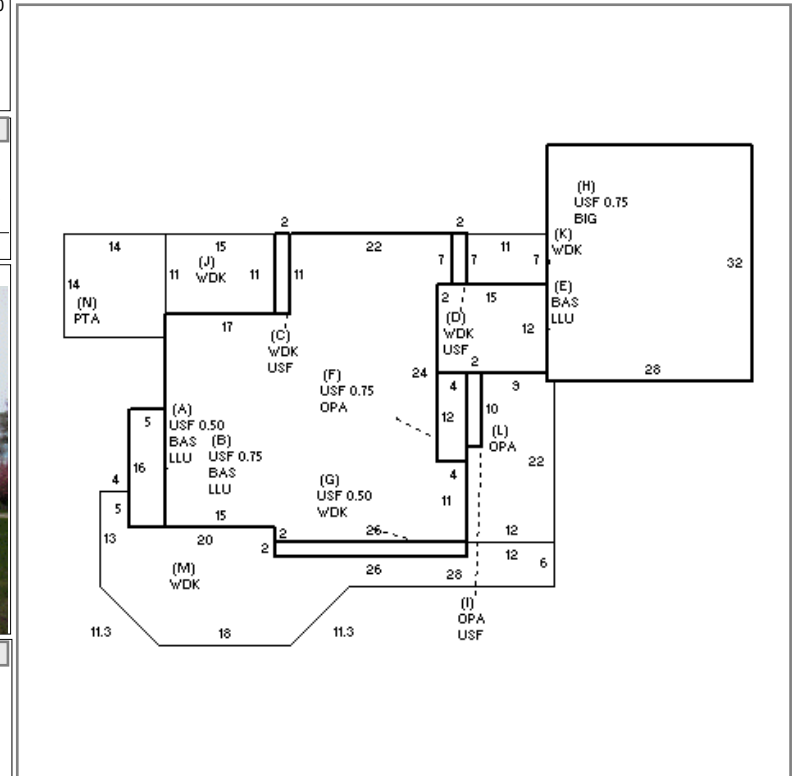 2
2
14
15
22
11
14
(J)
WDK
11
11
11
7
7
7
(H)
USF 0.75
BIG
(K)
WDK
32
(N)
PTA
(E)
BAS
LLU
2
15
17
(D)
WDK
USF
12
(C)
WDK
USF
2
28
(F)
USF 0.75
OPA
24
4
9
(A)
USF 0.50
BAS
LLU
5
12
10
(L)
OPA
(B)
USF 0.75
BAS
LLU
16
22
4
4
(G)
USF 0.50
WDK
11
5
15
13
20
2
26
12
2
12
6
(M)
WDK
26
28
(I)
OPA
USF
11.3
18
11.3